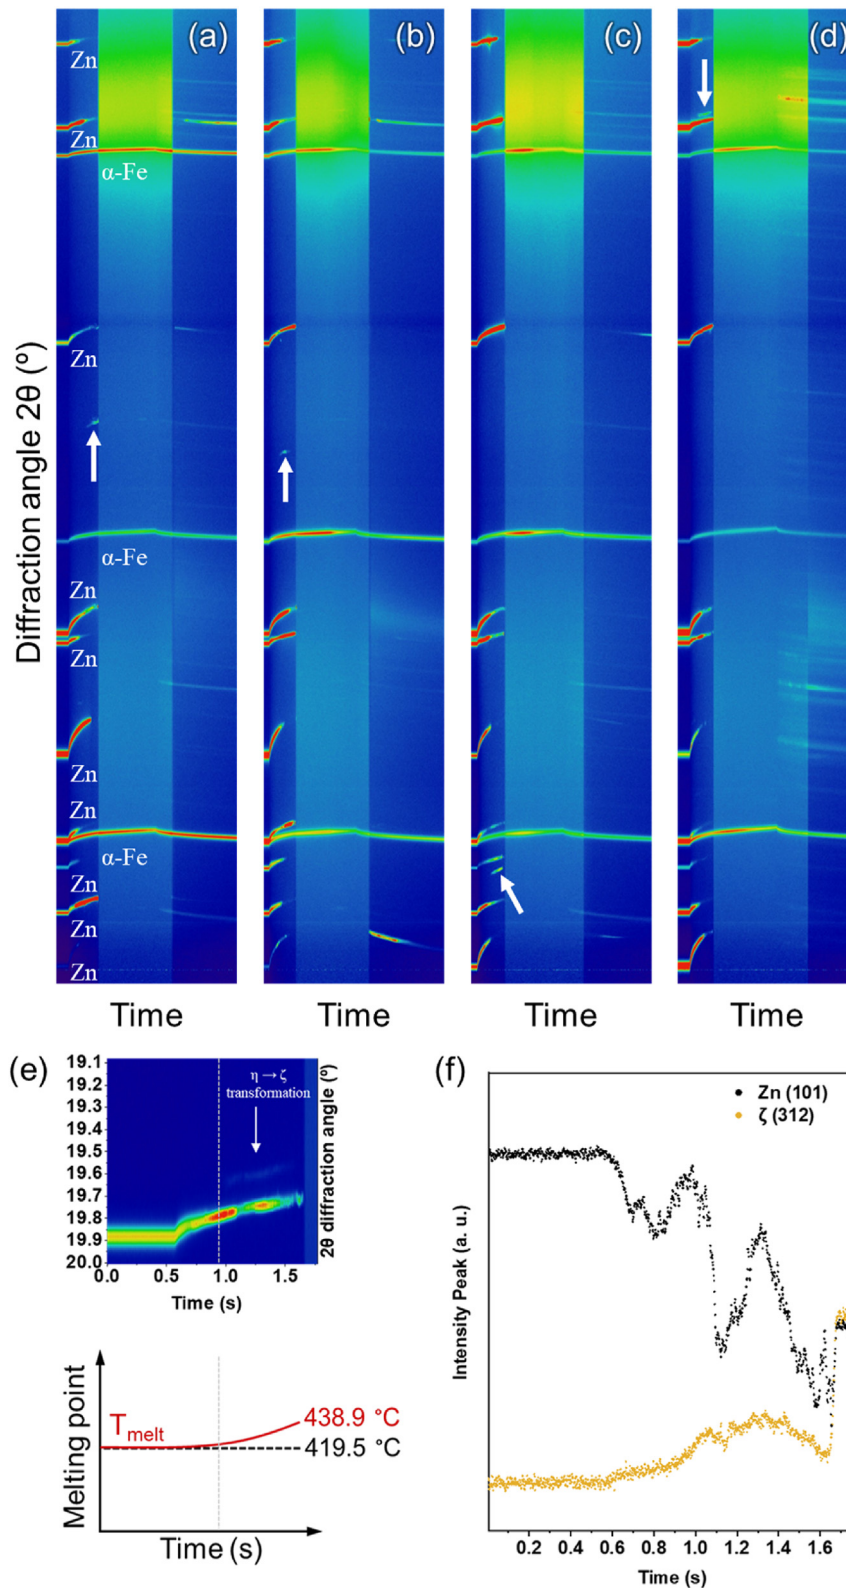 (a)
(b)
(c)
(d)
Diffraction angle 2θ (º)
Zn
Zn
α-Fe
Zn
α-Fe
Zn
Zn
Zn
Zn
α-Fe
Zn
Zn
Zn
Time
Time
Time
Time
(e)
19.1
19.2
19.3
19.4
19.5
19.6
19.7
19.8
19.9
20.0
η → ζ
transformation
2θ diffraction angle (º)
0.0 0.5 1.0 1.5
Time (s)
Melting point
Tmelt
438.9 °C
419.5 °C
Time (s)
(f)
Zn (101)
ζ (312)
Intensity Peak (a. u.)
0.2 0.4 0.6 0.8 1.0 1.2 1.4 1.6
Time (s)